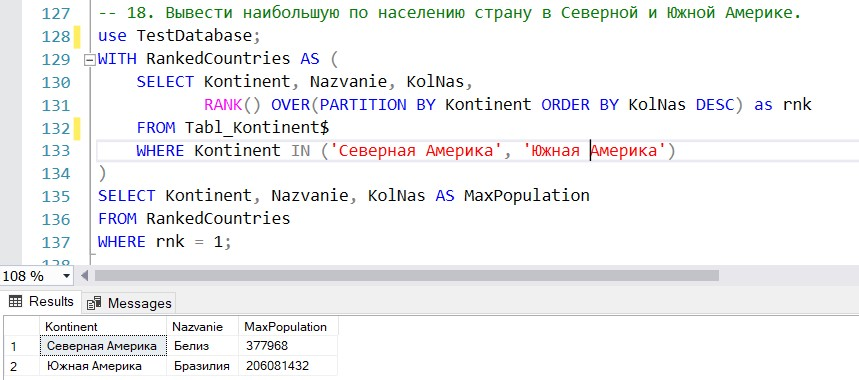 127 -- 18. Вывести наибольшую по населению страну в Северной и Южной Америке.
128 use TestDatabase;
129 WITH RankedCountries AS (
130 SELECT Kontinent, Nazvanie, KolNas,
131 RANK() OVER(PARTITION BY Kontinent ORDER BY KolNas DESC) as rnk
132 FROM Tabl_Kontinent$
133 WHERE Kontinent IN ('Северная Америка', 'Южная Америка')
134 )
135 SELECT Kontinent, Nazvanie, KolNas AS MaxPopulation
136 FROM RankedCountries
137 WHERE rnk = 1;
138
108 %
Results Messages
Kontinent Nazvanie MaxPopulation
1 Северная Америка Белиз 377968
2 Южная Америка Бразилия 206081432